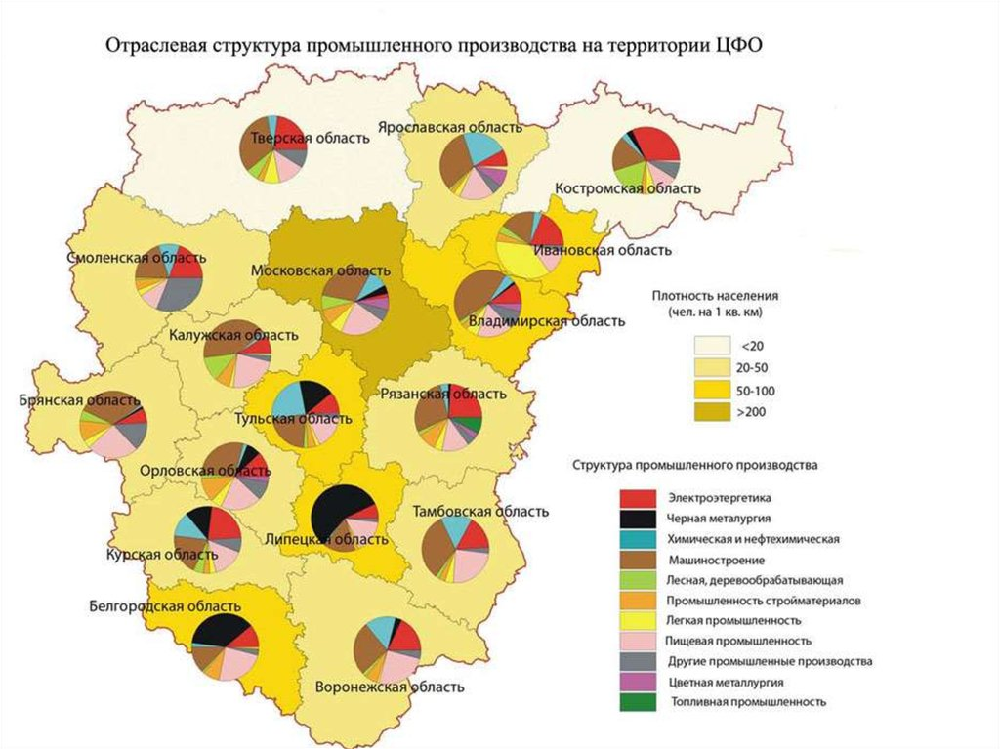 Отраслевая структура промышленного производства на территории ЦФО
Ярославская область
Тверская область
Костромская область
Ивановская область
Смоленская область
Московская область
Владимирская область
Калужская область
Рязанская область
Брянская область
Тульская область
Орловская область
Тамбовская область
Липецкая область
Курская область
Белгородская область
Воронежская область
Плотность населения
(чел. на 1 кв. км)
<20
20-50
50-100
>200
Структура промышленного производства
Электроэнергетика
Черная металлургия
Химическая и нефтехимическая
Машиностроение
Лесная, деревообрабатывающая
Промышленность стройматериалов
Легкая промышленность
Пищевая промышленность
Другие промышленные производства
Цветная металлургия
Топливная промышленность